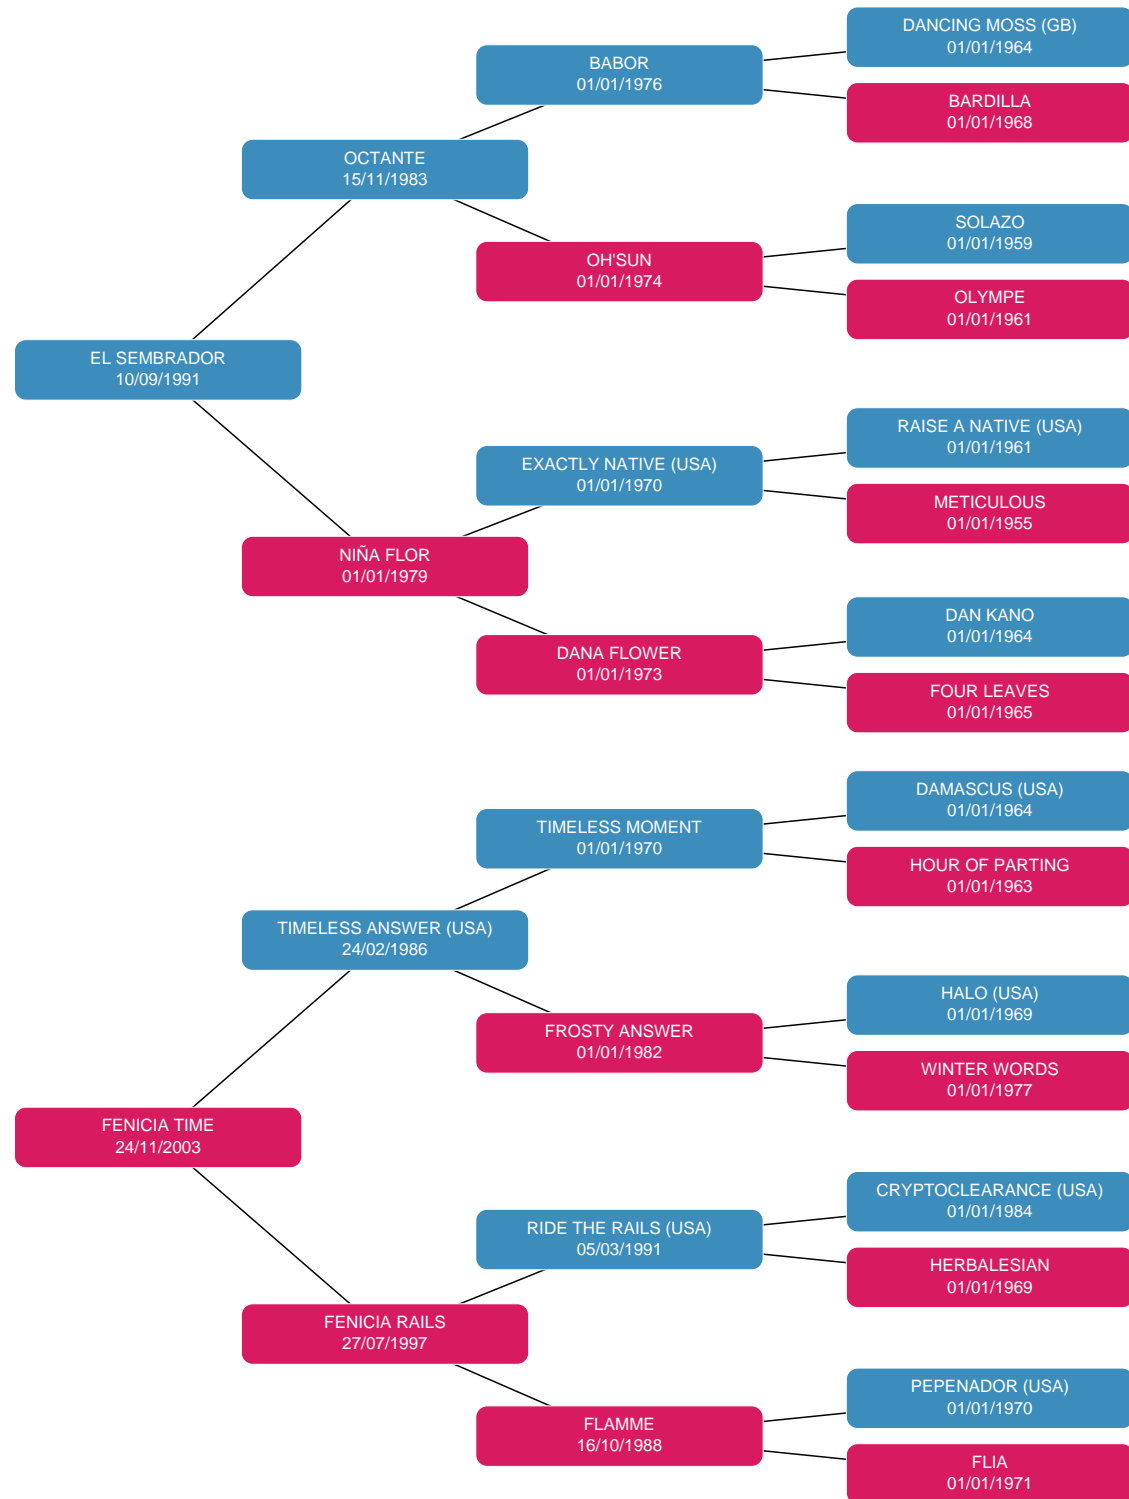 DANCING MOSS (GB)
01/01/1964
BABOR
01/01/1976
BARDILLA
01/01/1968
OCTANTE
15/11/1983
SOLAZO
01/01/1959
OH'SUN
01/01/1974
OLYMPE
01/01/1961
EL SEMBRADOR
10/09/1991
RAISE A NATIVE (USA)
01/01/1961
EXACTLY NATIVE (USA)
01/01/1970
METICULOUS
01/01/1955
NIÑA FLOR
01/01/1979
DAN KANO
01/01/1964
DANA FLOWER
01/01/1973
FOUR LEAVES
01/01/1965
DAMASCUS (USA)
01/01/1964
TIMELESS MOMENT
01/01/1970
HOUR OF PARTING
01/01/1963
TIMELESS ANSWER (USA)
24/02/1986
HALO (USA)
01/01/1969
FROSTY ANSWER
01/01/1982
WINTER WORDS
01/01/1977
FENICIA TIME
24/11/2003
CRYPTOCLEARANCE (USA)
01/01/1984
RIDE THE RAILS (USA)
05/03/1991
HERBALESIAN
01/01/1969
FENICIA RAILS
27/07/1997
PEPENADOR (USA)
01/01/1970
FLAMME
16/10/1988
FLIA
01/01/1971